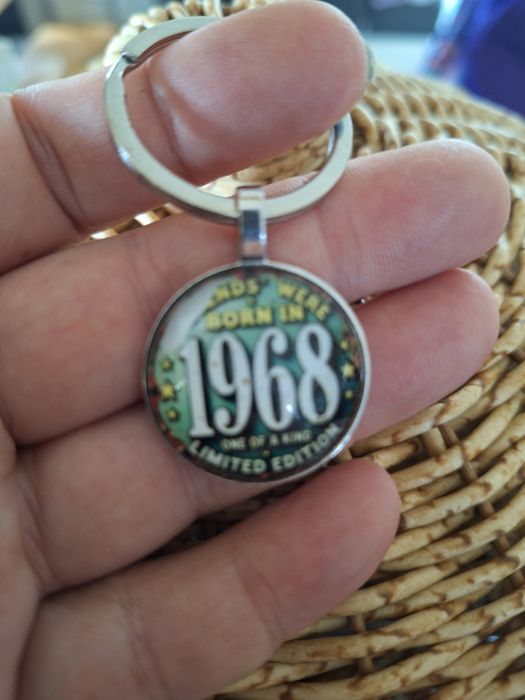 WERE
BORN IN
1968
ONE OF A KIND
LIMITED EDITION